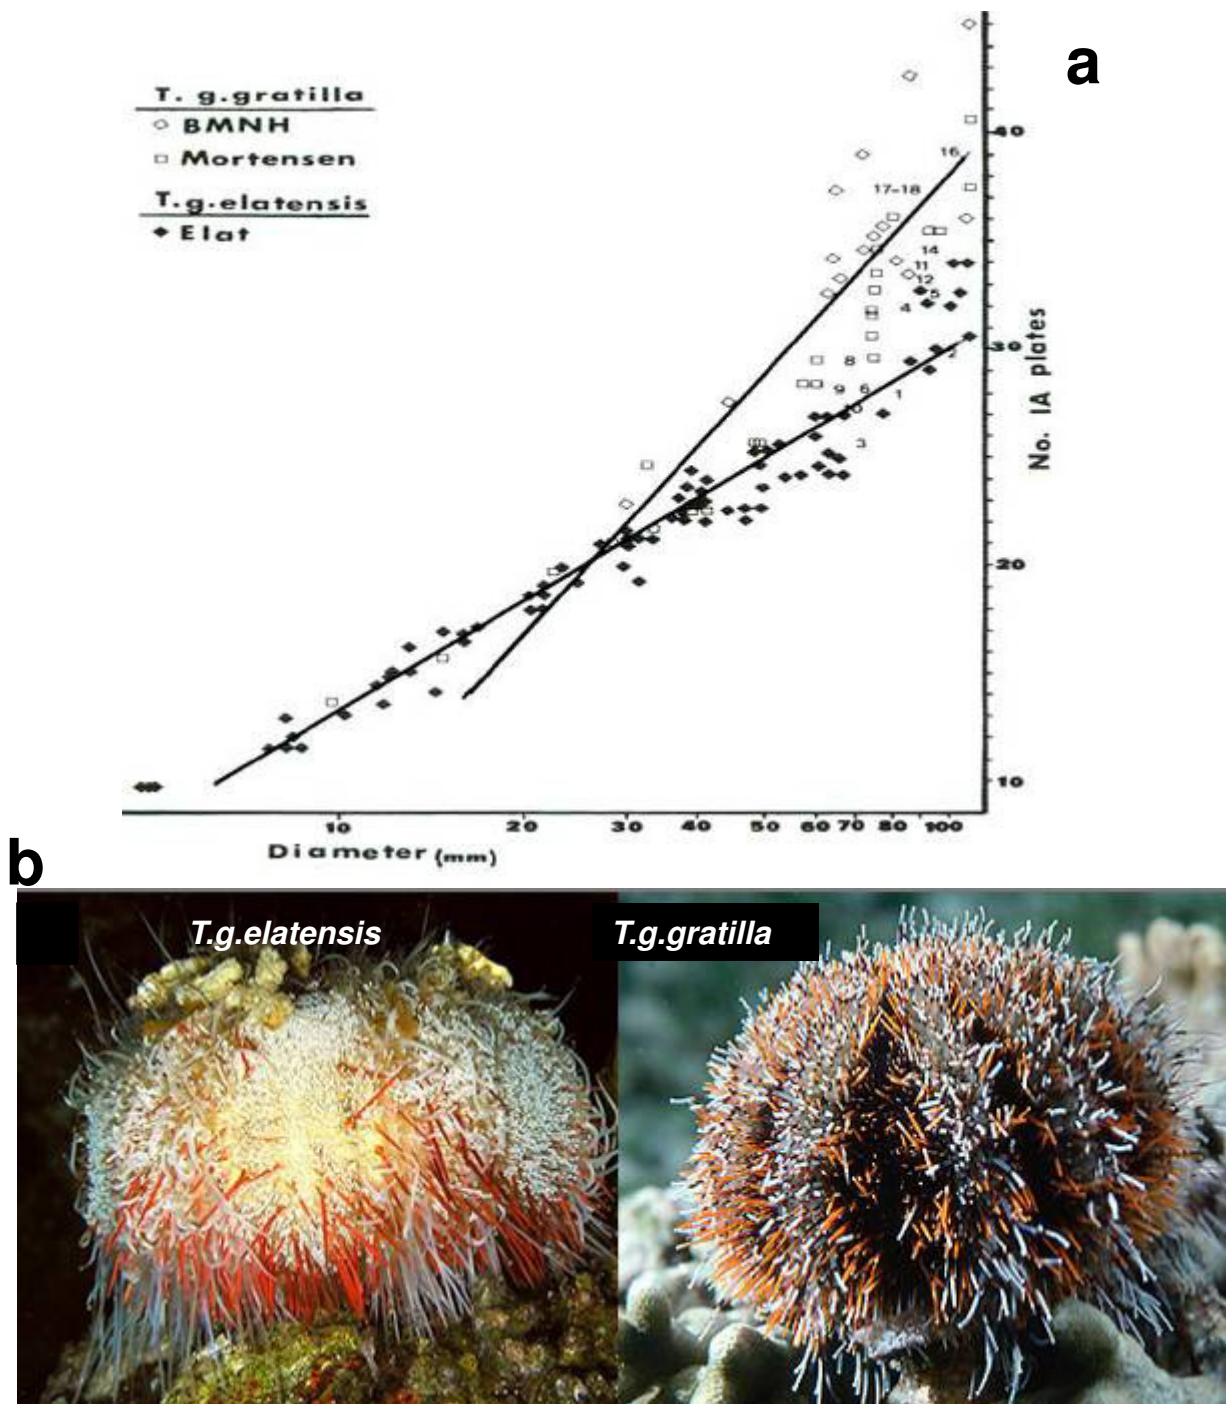 a
T. g.gratilla
BMNH
Mortensen
T.g.elatensis
Elat
16
17-18
14
11
12
5
4
8
2
9 6
1
10
3
40
30
20
10
No. IA plates
10 20 30 40 50 60 70 80 100
Diameter (mm)
b
T.g.elatensis
T.g.gratilla